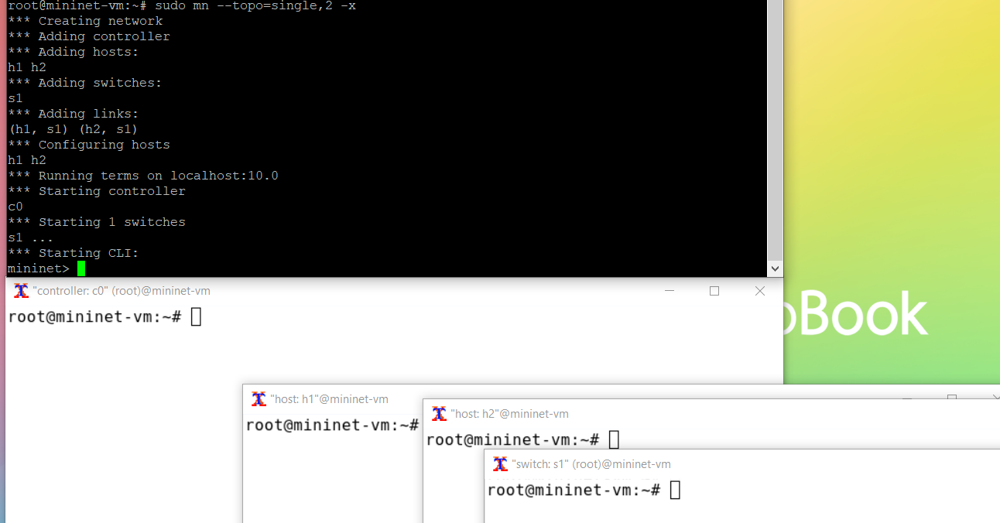 root@mininet-vm:~# sudo mn --topo=single,2 -x
*** Creating network
*** Adding controller
*** Adding hosts:
h1 h2
*** Adding switches:
s1
*** Adding links:
(h1, s1) (h2, s1)
*** Configuring hosts
h1 h2
*** Running terms on localhost:10.0
*** Starting controller
c0
*** Starting 1 switches
s1 ...
*** Starting CLI:
mininet>
"controller: c0" (root)@mininet-vm
root@mininet-vm:~#
oBook
"host: h1"@mininet-vm
root@mininet-vm:~#
"host: h2"@mininet-vm
root@mininet-vm:~#
"switch: s1" (root)@mininet-vm
root@mininet-vm:~#